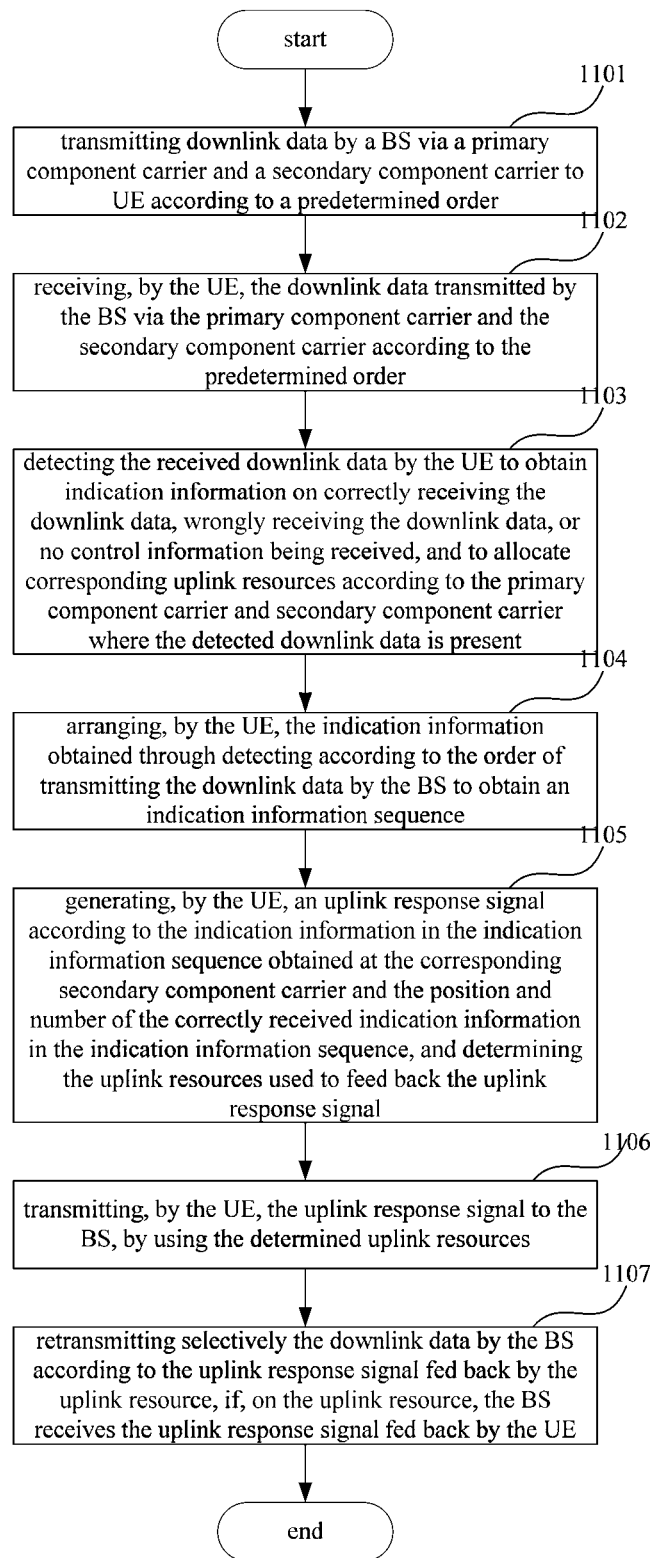 start
1101
transmitting downlink data by a BS via a primary
component carrier and a secondary component carrier to
UE according to a predetermined order
1102
receiving, by the UE, the downlink data transmitted by
the BS via the primary component carrier and the
secondary component carrier according to the
predetermined order
1103
detecting the received downlink data by the UE to obtain
indication information on correctly receiving the
downlink data, wrongly receiving the downlink data, or
no control information being received, and to allocate
corresponding uplink resources according to the primary
component carrier and secondary component carrier
where the detected downlink data is present
1104
arranging, by the UE, the indication information
obtained through detecting according to the order of
transmitting the downlink data by the BS to obtain an
indication information sequence
1105
generating, by the UE, an uplink response signal
according to the indication information in the indication
information sequence obtained at the corresponding
secondary component carrier and the position and
number of the correctly received indication information
in the indication information sequence, and determining
the uplink resources used to feed back the uplink
response signal
1106
transmitting, by the UE, the uplink response signal to the
BS, by using the determined uplink resources
1107
retransmitting selectively the downlink data by the BS
according to the uplink response signal fed back by the
uplink resource, if, on the uplink resource, the BS
receives the uplink response signal fed back by the UE
end